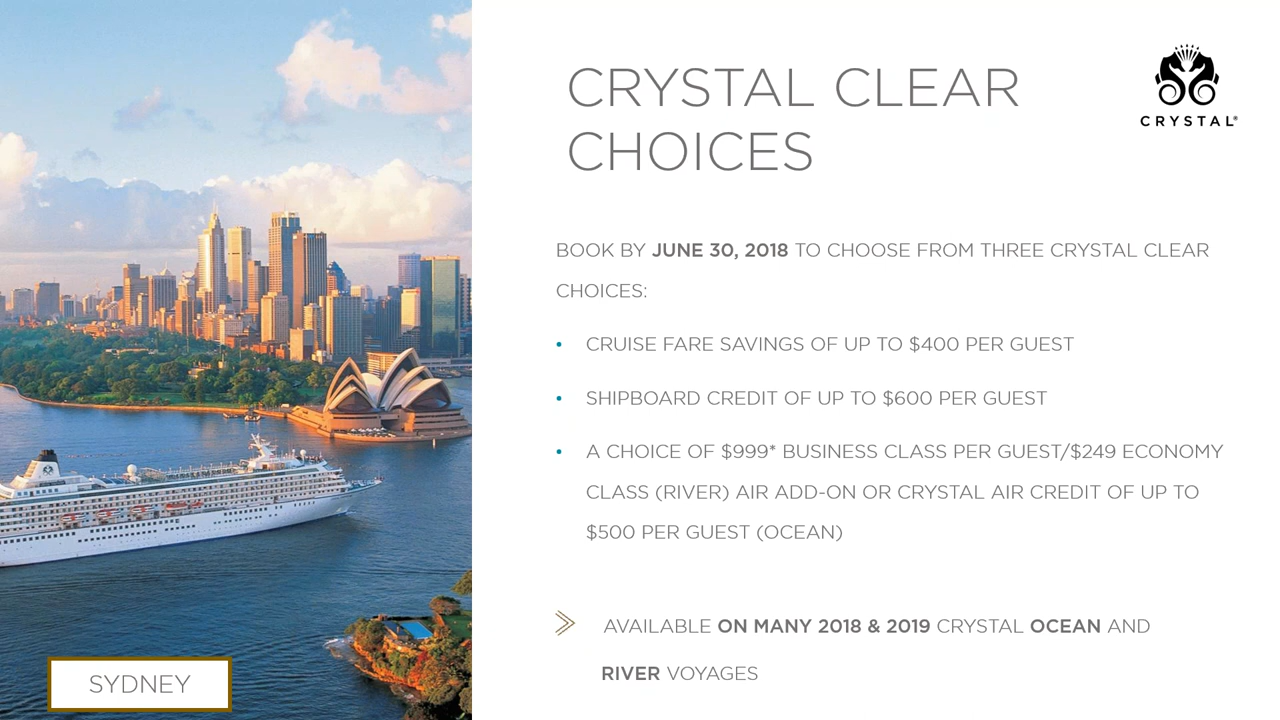 CRYSTAL CLEAR
CHOICES
CRYSTAL®
BOOK BY JUNE 30, 2018 TO CHOOSE FROM THREE CRYSTAL CLEAR
CHOICES:
• CRUISE FARE SAVINGS OF UP TO $400 PER GUEST
• SHIPBOARD CREDIT OF UP TO $600 PER GUEST
• A CHOICE OF $999* BUSINESS CLASS PER GUEST/$249 ECONOMY
CLASS (RIVER) AIR ADD-ON OR CRYSTAL AIR CREDIT OF UP TO
$500 PER GUEST (OCEAN)
AVAILABLE ON MANY 2018 & 2019 CRYSTAL OCEAN AND
RIVER VOYAGES
SYDNEY